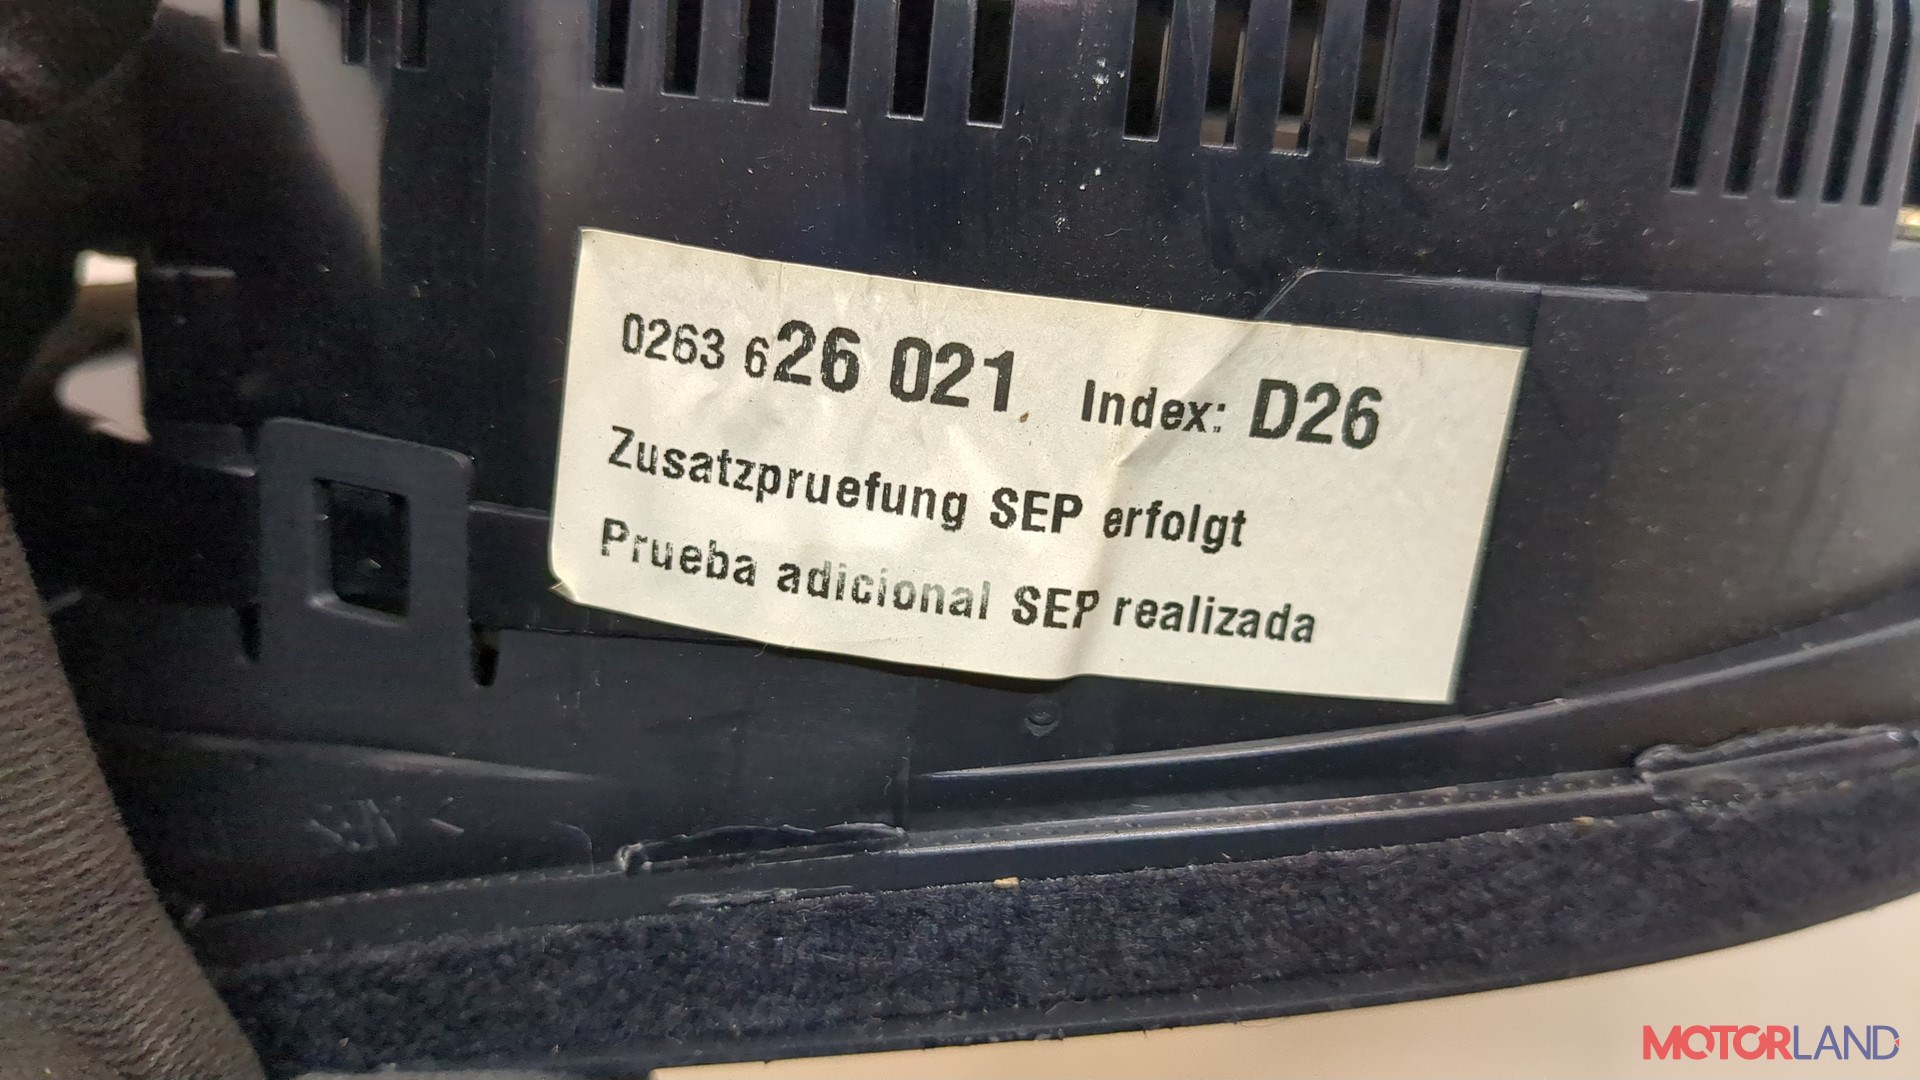 0263 626 021 Index: D26
Zusatzpruefung SEP erfolgt
Prueba adicional SEP realizada
MOTORLAND